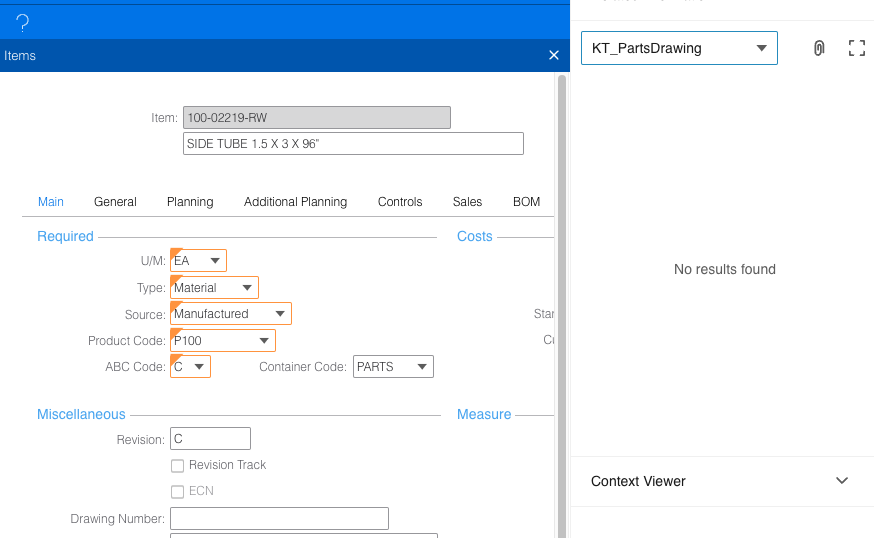 ?
Items
Item: 100-02219-RW
SIDE TUBE 1.5 X 3 X 96"
Main General Planning Additional Planning Controls Sales BOM
Required Costs
U/M: EA
Type: Material
Source: Manufactured
Product Code: P100
ABC Code: C Container Code: PARTS
Miscellaneous Measure
Revision: C
Revision Track
ECN
Drawing Number:
KT_PartsDrawing
No results found
Context Viewer